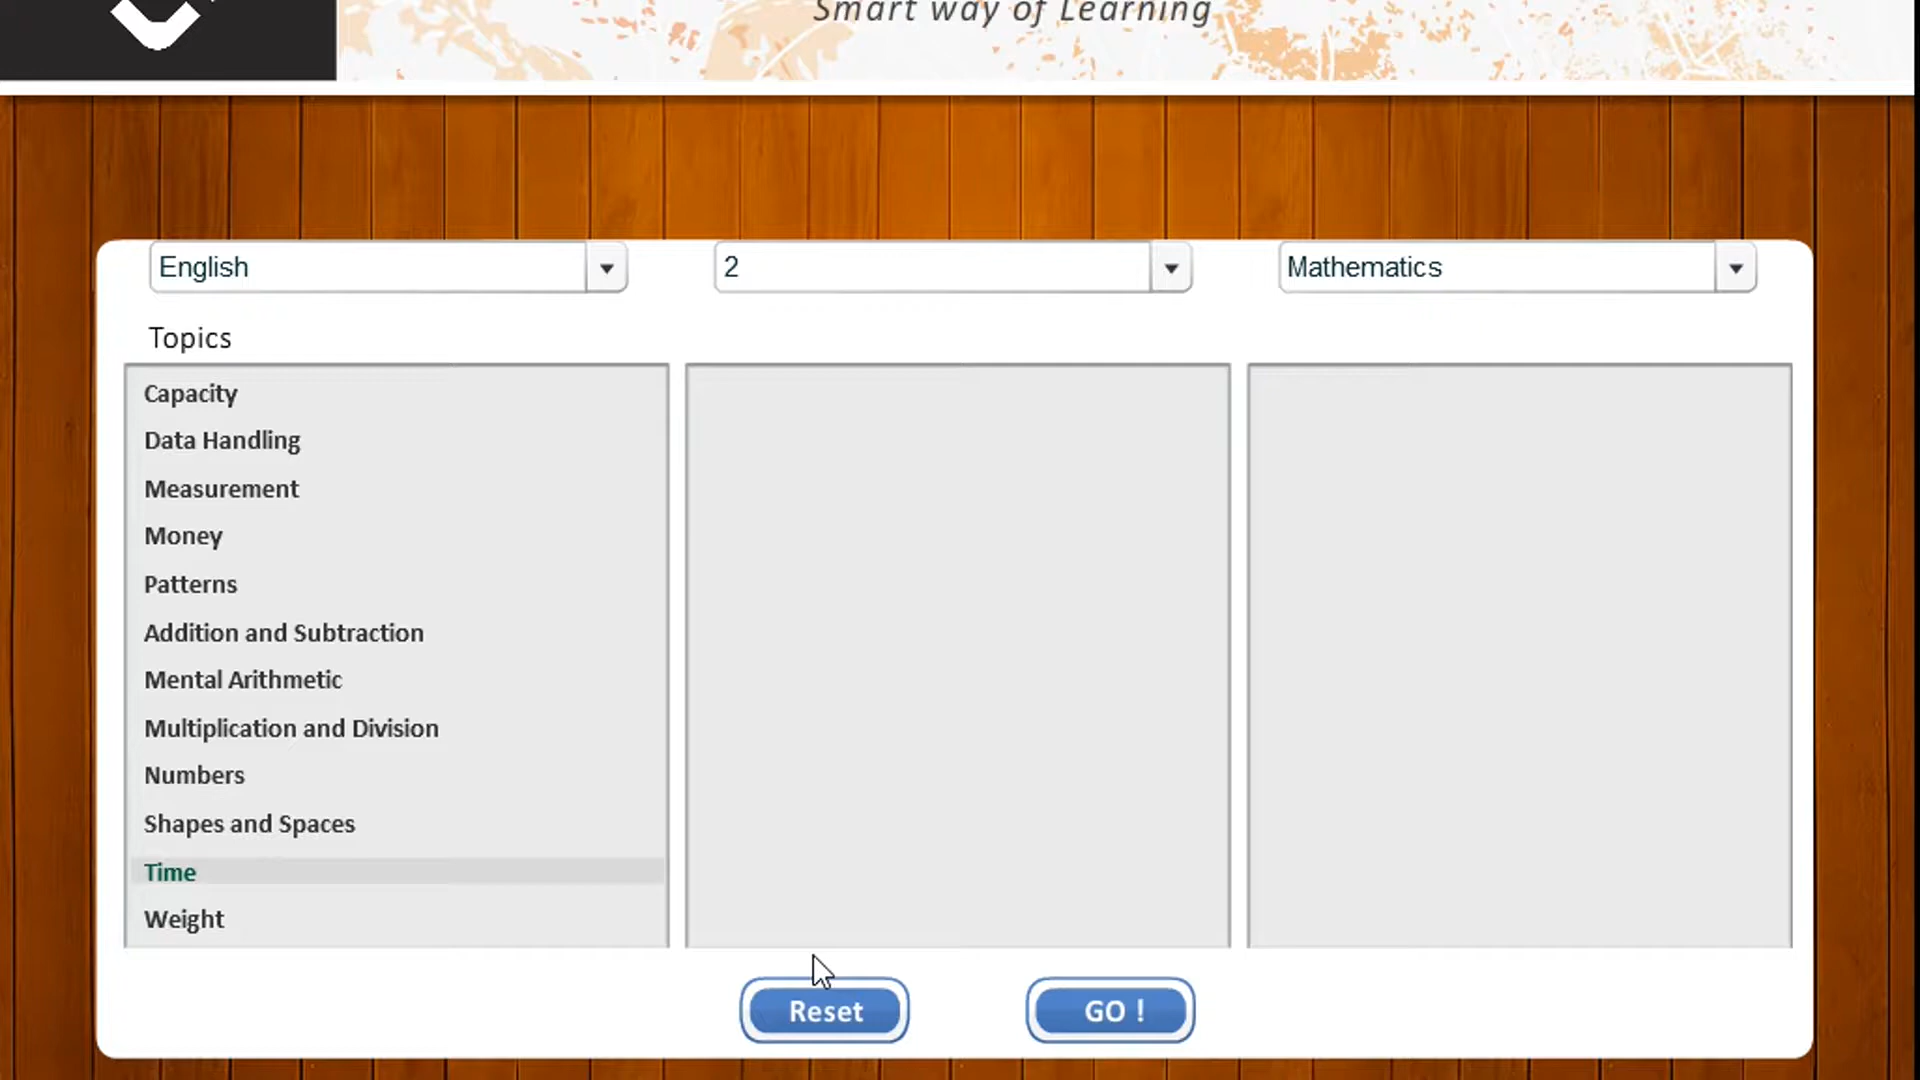 Smart way of Learning
English
2
Mathematics
Topics
Capacity
Data Handling
Measurement
Money
Patterns
Addition and Subtraction
Mental Arithmetic
Multiplication and Division
Numbers
Shapes and Spaces
Time
Weight
Reset
GO !